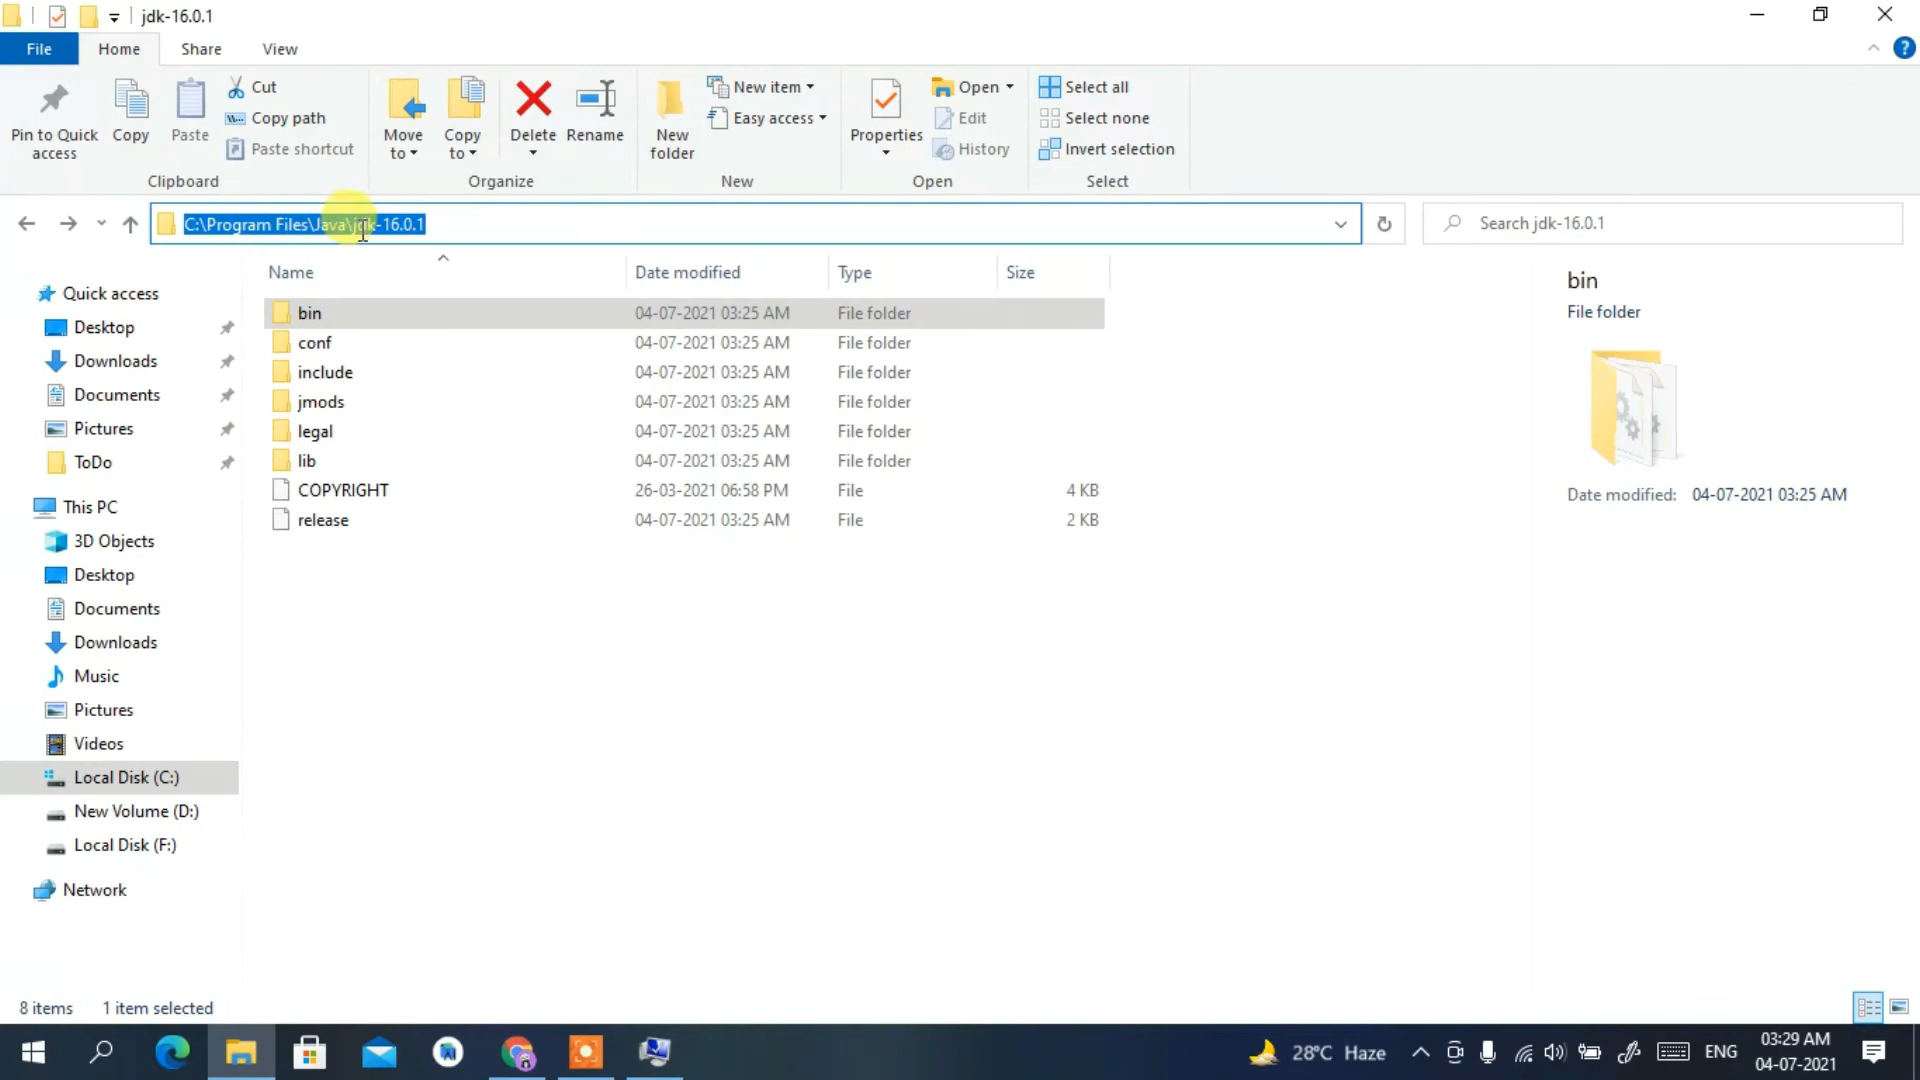 jdk-16.0.1
File Home Share View
Pin to Quick access
Copy
Paste
Cut
Copy path
Paste shortcut
Clipboard
Move to
Copy to
Delete
Rename
Organize
New folder
New item
Easy access
New
Properties
Open
Edit
History
Open
Select all
Select none
Invert selection
Select
C:\Program Files\Java\jdk-16.0.1
Search jdk-16.0.1
Quick access
Desktop
Downloads
Documents
Pictures
ToDo
This PC
3D Objects
Desktop
Documents
Downloads
Music
Pictures
Videos
Local Disk (C:)
New Volume (D:)
Local Disk (F:)
Network
Name Date modified Type Size
bin 04-07-2021 03:25 AM File folder
conf 04-07-2021 03:25 AM File folder
include 04-07-2021 03:25 AM File folder
jmods 04-07-2021 03:25 AM File folder
legal 04-07-2021 03:25 AM File folder
lib 04-07-2021 03:25 AM File folder
COPYRIGHT 26-03-2021 06:58 PM File 4 KB
release 04-07-2021 03:25 AM File 2 KB
bin
File folder
Date modified: 04-07-2021 03:25 AM
8 items 1 item selected
28°C Haze
ENG
03:29 AM
04-07-2021